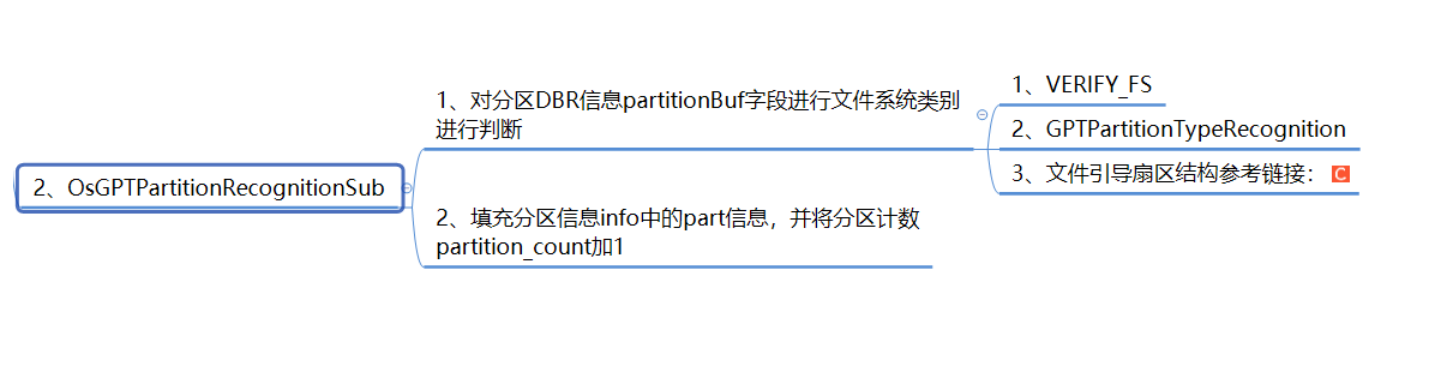 2、OsGPTPartitionRecognitionSub
1、对分区DBR信息partitionBuf字段进行文件系统类别
进行判断
1、VERIFY_FS
2、GPTPartitionTypeRecognition
3、文件引导扇区结构参考链接： C
2、填充分区信息info中的part信息，并将分区计数
partition_count加1